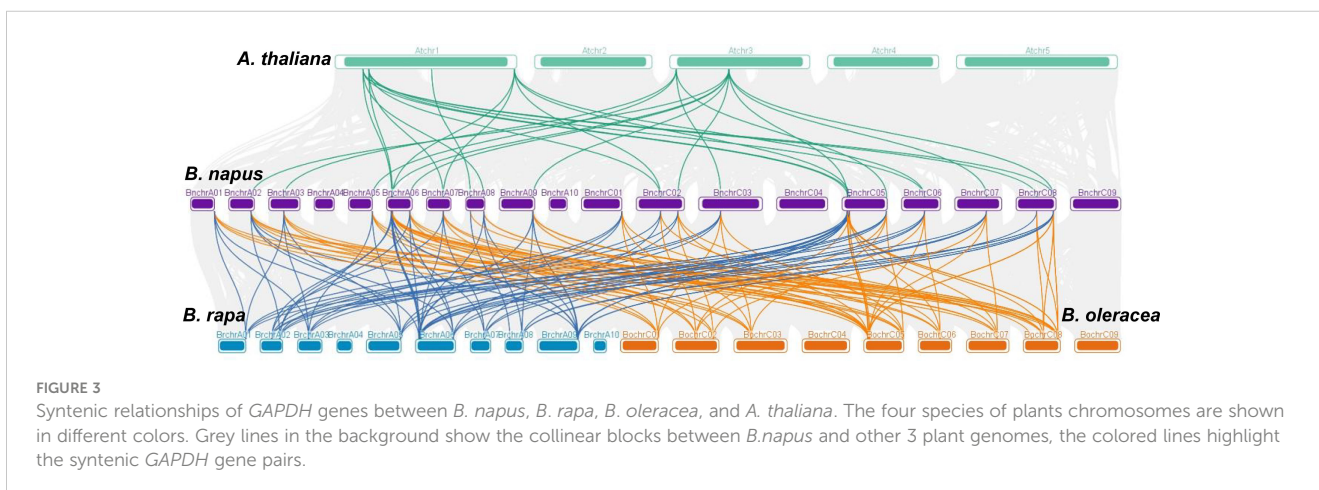 Atchr1 Atchr2 Atchr3 Atchr4 Atchr5
A. thaliana
B. napus
BnchrA01 BnchrA02 BnchrA03 BnchrA04 BnchrA05 BnchrA06 BnchrA07 BnchrA08 BnchrA09 BnchrA10 BnchrC01 BnchrC02 BnchrC03 BnchrC04 BnchrC05 BnchrC06 BnchrC07 BnchrC08 BnchrC09
B. rapa B. oleracea
BrchrA01 BrchrA02 BrchrA03 BrchrA04 BrchrA05 BrchrA06 BrchrA07 BrchrA08 BrchrA09 BrchrA10 BochrC01 BochrC02 BochrC03 BochrC04 BochrC05 BochrC06 BochrC07 BochrC08 BochrC09
FIGURE 3
Syntenic relationships of GAPDH genes between B. napus, B. rapa, B. oleracea, and A. thaliana. The four species of plants chromosomes are shown
in different colors. Grey lines in the background show the collinear blocks between B.napus and other 3 plant genomes, the colored lines highlight
the syntenic GAPDH gene pairs.